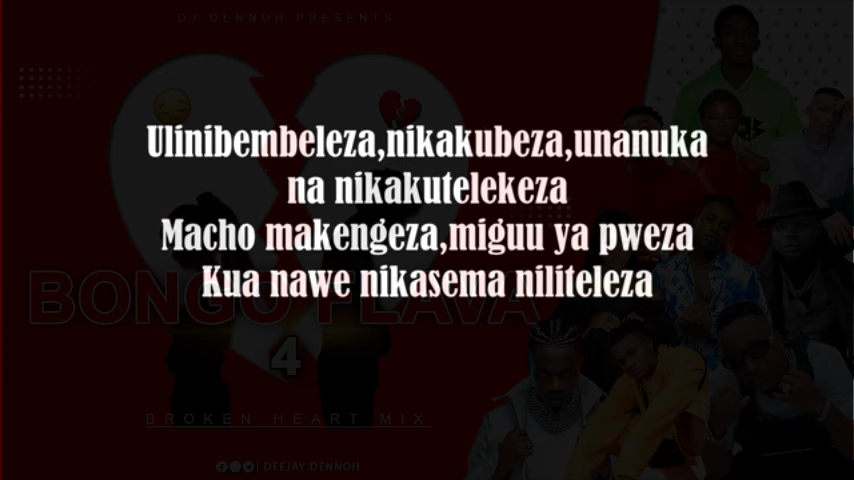 DJ DENNOH PRESENTS
Ulinibembeleza,nikakubeza,unanuka
na nikakutelekeza
Macho makengeza,miguu ya pweza
Kua nawe nikasema niliteleza
BONGO FLAVA
4
BROKEN HEART MIX
DEEJAY DENNOH